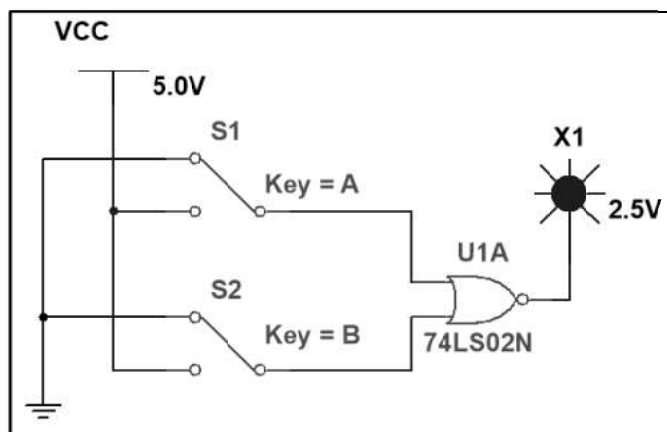 VCC
5.0V
S1
Key = A
X1
2.5V
U1A
S2
Key = B
74LS02N